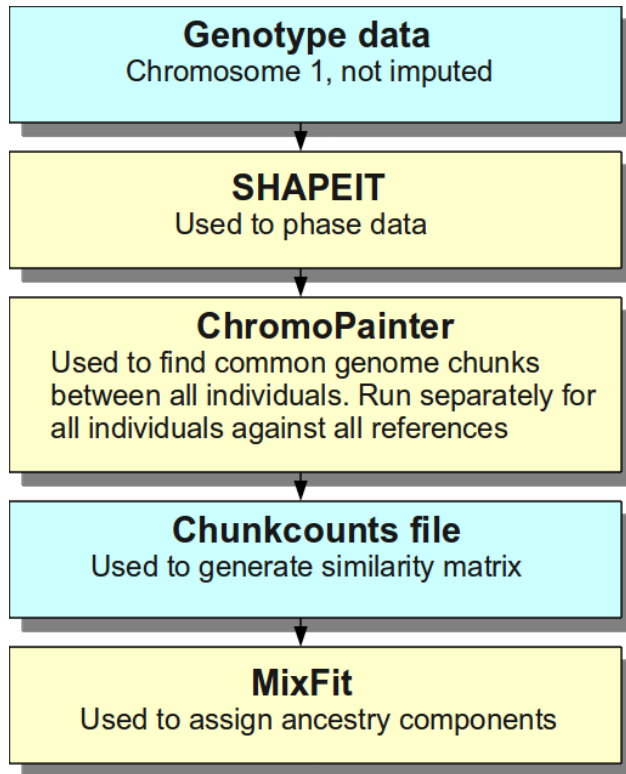 Genotype data
Chromosome 1, not imputed
SHAPEIT
Used to phase data
ChromoPainter
Used to find common genome chunks
between all individuals. Run separately for
all individuals against all references
Chunkcounts file
Used to generate similarity matrix
MixFit
Used to assign ancestry components